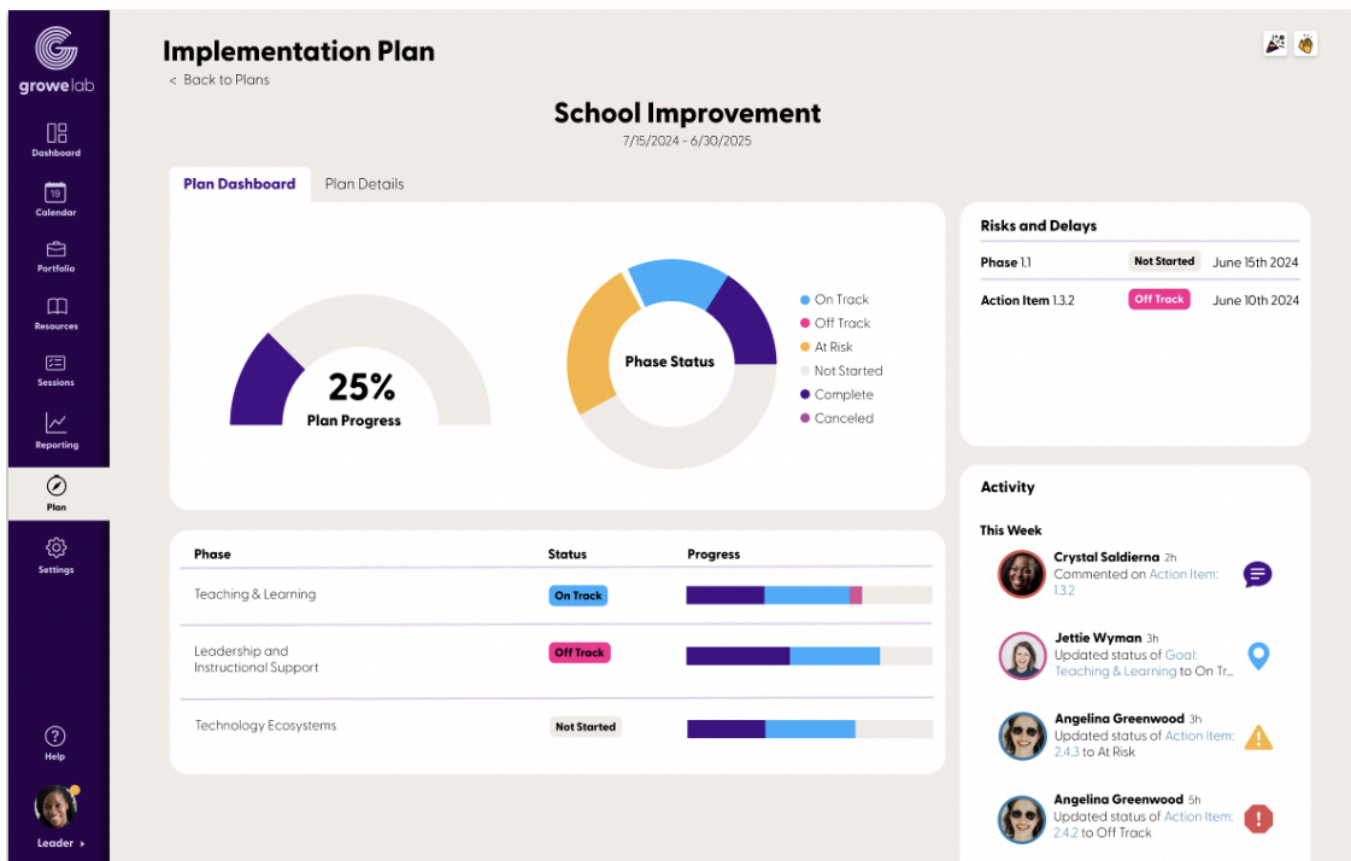 growelab
Dashboard
19
Calendar
Portfolio
Resources
Sessions
Reporting
Plan
Settings
Help
Leader
Implementation Plan
< Back to Plans
School Improvement
7/15/2024 - 6/30/2025
Plan Dashboard
Plan Details
25%
Plan Progress
Phase Status
On Track
Off Track
At Risk
Not Started
Complete
Canceled
Risks and Delays
Phase 1.1 Not Started June 15th 2024
Action Item 1.3.2 Off Track June 10th 2024
Phase Status Progress
Teaching & Learning On Track
Leadership and
Instructional Support Off Track
Technology Ecosystems Not Started
Activity
This Week
Crystal Saldierna 2h
Commented on Action Item:
1.3.2
Jettie Wyman 3h
Updated status of Goal:
Teaching & Learning to On Tr...
Angelina Greenwood 3h
Updated status of Action Item:
2.4.3 to At Risk
Angelina Greenwood 5h
Updated status of Action Item:
2.4.2 to Off Track